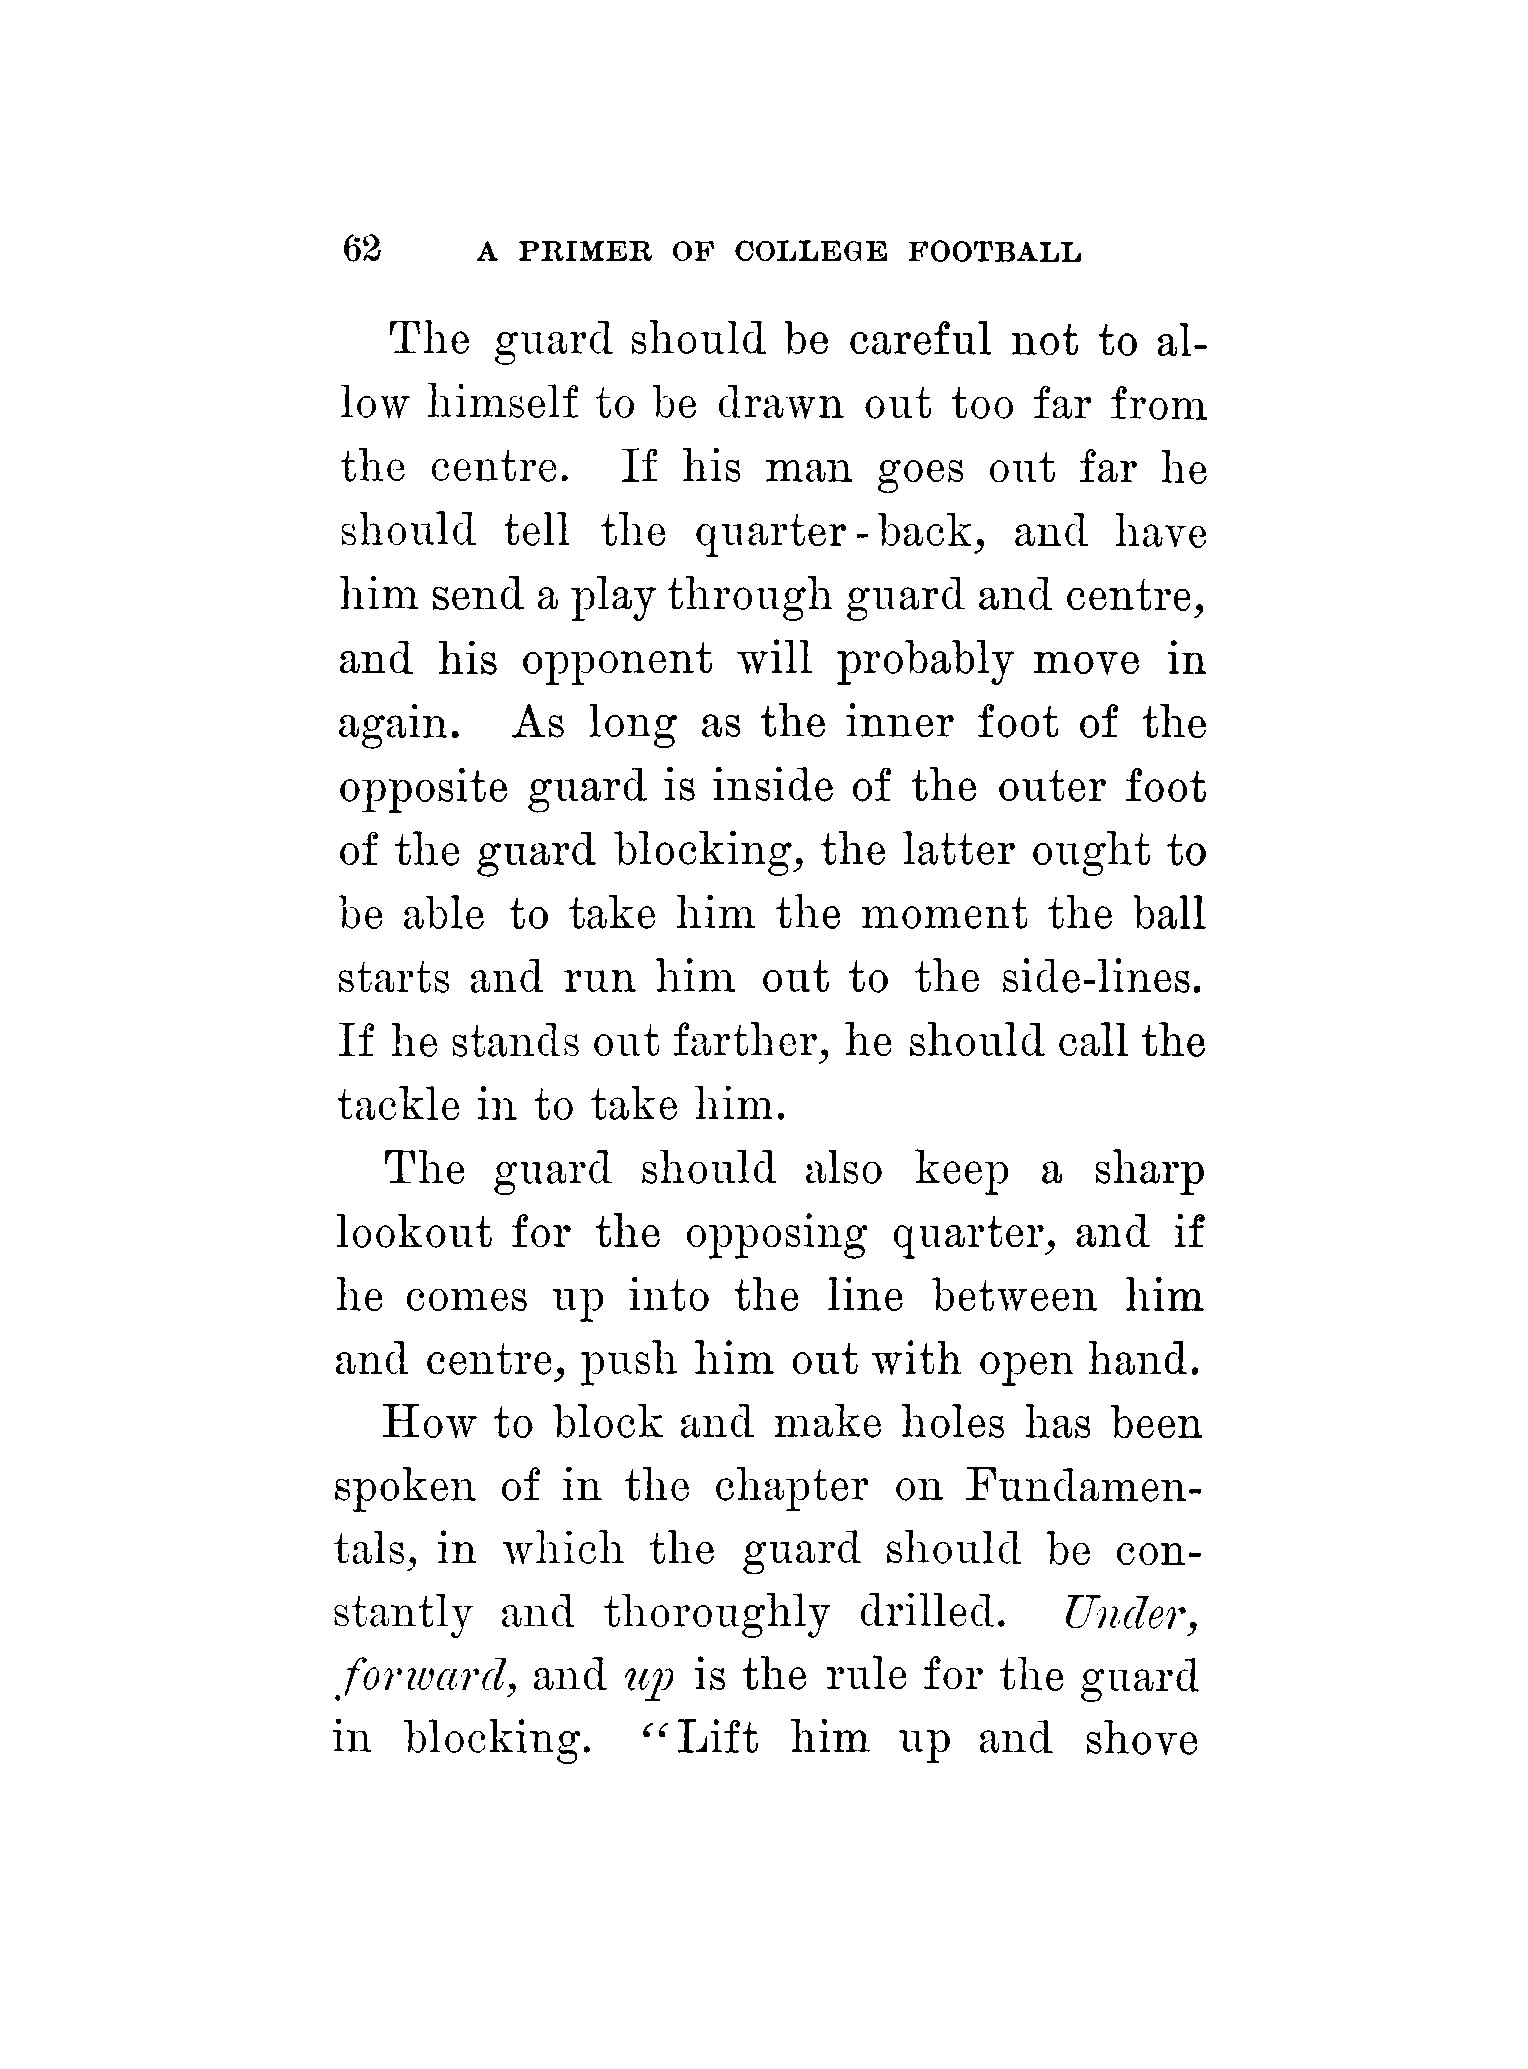 62 A PRIMER OF COLLEGE FOOTBALL
The guard should be careful not to al-
low himself to be drawn out too far from
the centre. If his man goes out far he
should tell the quarter-back, and have
him send a play through guard and centre,
and his opponent will probably move in
again. As long as the inner foot of the
opposite guard is inside of the outer foot
of the guard blocking, the latter ought to
be able to take him the moment the ball
starts and run him out to the side-lines.
If he stands out farther, he should call the
tackle in to take him.
The guard should also keep a sharp
lookout for the opposing quarter, and if
he comes up into the line between him
and centre, push him out with open hand.
How to block and make holes has been
spoken of in the chapter on Fundamen-
tals, in which the guard should be con-
stantly and thoroughly drilled. Under,
forward, and up is the rule for the guard
in blocking. “Lift him up and shove